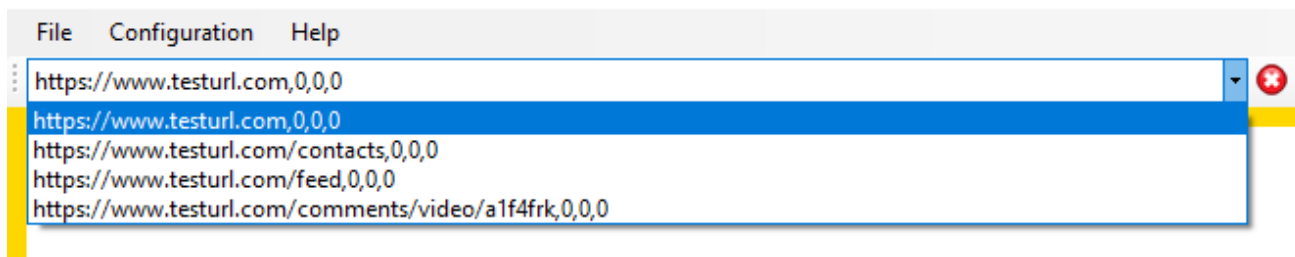 File Configuration Help
https://www.testurl.com,0,0,0
https://www.testurl.com,0,0,0
https://www.testurl.com/contacts,0,0,0
https://www.testurl.com/feed,0,0,0
https://www.testurl.com/comments/video/a1f4frk,0,0,0